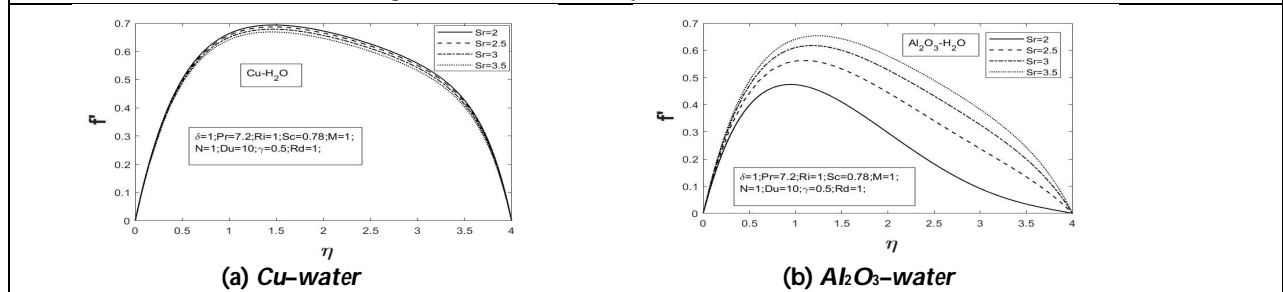 0.7
0.6
0.5
0.4
0.3
0.2
0.1
0
f'
Sr=2
Sr=2.5
Sr=3
Sr=3.5
Cu-H₂O
δ=1;Pr=7.2;Ri=1;Sc=0.78;M=1;
N=1;Du=10;γ=0.5;Rd=1;
0 0.5 1 1.5 2 2.5 3 3.5 4
η
(a) Cu–water
0.7
0.6
0.5
0.4
0.3
0.2
0.1
0
f'
Al₂O₃-H₂O
Sr=2
Sr=2.5
Sr=3
Sr=3.5
δ=1;Pr=7.2;Ri=1;Sc=0.78;M=1;
N=1;Du=10;γ=0.5;Rd=1;
0 0.5 1 1.5 2 2.5 3 3.5 4
η
(b) Al₂O₃–water